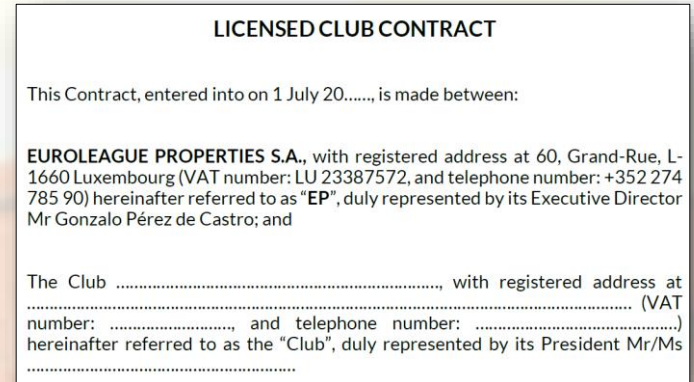 LICENSED CLUB CONTRACT
This Contract, entered into on 1 July 20......, is made between:
EUROLEAGUE PROPERTIES S.A., with registered address at 60, Grand-Rue, L-
1660 Luxembourg (VAT number: LU 23387572, and telephone number: +352 274
785 90) hereinafter referred to as “EP”, duly represented by its Executive Director
Mr Gonzalo Pérez de Castro; and
The Club ........................................................................, with registered address at
....................................................................................................................................... (VAT
number: ..........................., and telephone number: .............................................)
hereinafter referred to as the “Club”, duly represented by its President Mr/Ms
............................................................